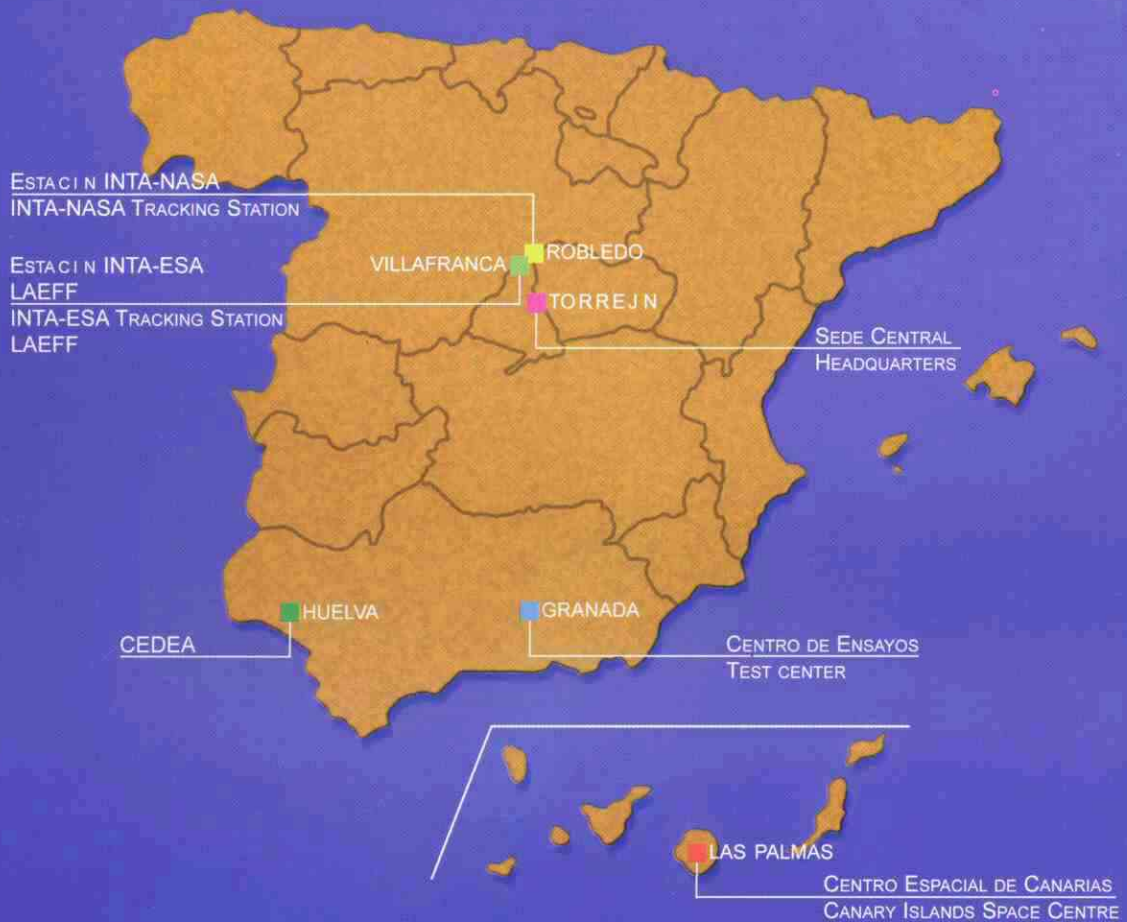 ESTACI N INTA-NASA
INTA-NASA TRACKING STATION
ROBLEDO
ESTACI N INTA-ESA
LAEFF
INTA-ESA TRACKING STATION
LAEFF
VILLAFRANCA
TORREJ N
SEDE CENTRAL
HEADQUARTERS
HUELVA
CEDEA
GRANADA
CENTRO DE ENSAYOS
TEST CENTER
LAS PALMAS
CENTRO ESPACIAL DE CANARIAS
CANARY ISLANDS SPACE CENTRE